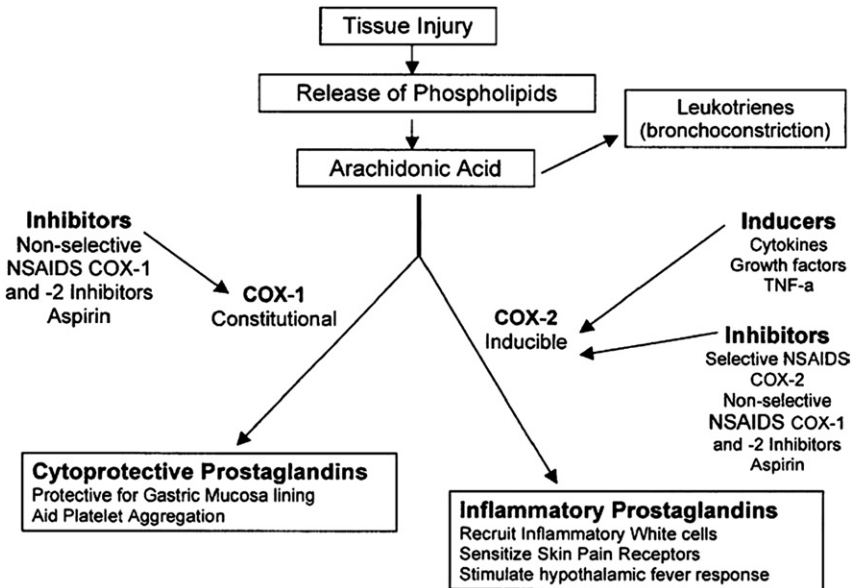 Tissue Injury
Release of Phospholipids
Leukotrienes
(bronchoconstriction)
Arachidonic Acid
Inhibitors
Non-selective
NSAIDS COX-1
and -2 Inhibitors
Aspirin
COX-1
Constitutional
Inducers
Cytokines
Growth factors
TNF-a
COX-2
Inducible
Inhibitors
Selective NSAIDS
COX-2
Non-selective
NSAIDS COX-1
and -2 Inhibitors
Aspirin
Cytoprotective Prostaglandins
Protective for Gastric Mucosa lining
Aid Platelet Aggregation
Inflammatory Prostaglandins
Recruit Inflammatory White cells
Sensitize Skin Pain Receptors
Stimulate hypothalamic fever response